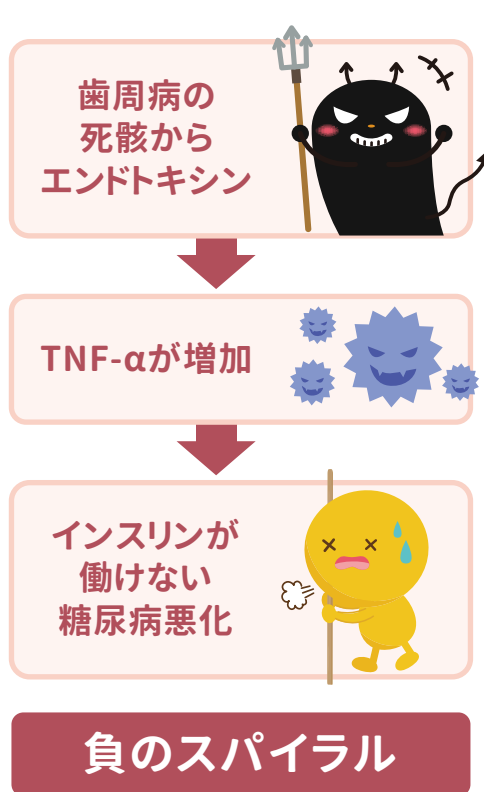 歯周病の
死骸から
エンドトキシン
TNF-αが増加
インスリンが
働けない
糖尿病悪化
負のスパイラル